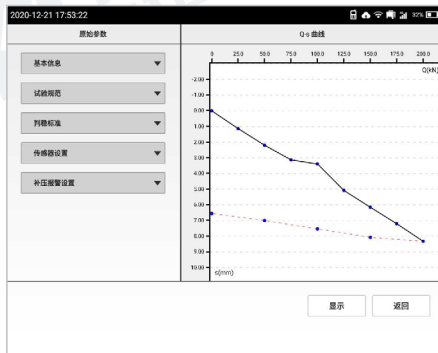 2020-12-21 17:53:22
32%
原始参数
Q-s 曲线
基本信息
试验规范
判稳标准
传感器设置
补压报警设置
0 25.0 50.0 75.0 100.0 125.0 150.0 175.0 200.0
Q(kN)
-2.00
-1.00
0.00
1.00
2.00
3.00
4.00
5.00
6.00
7.00
8.00
9.00
10.00
s(mm)
显示
返回